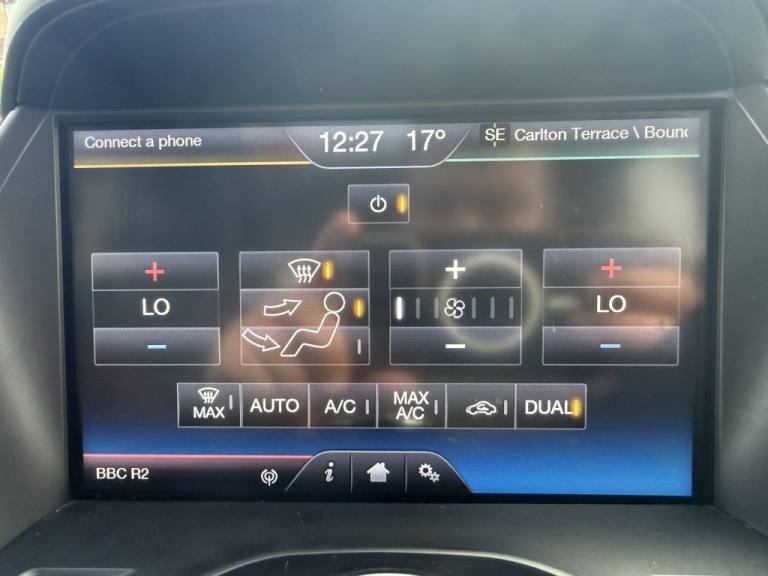 Connect a phone 12:27 17° SE Carlton Terrace \ Boun
+ + + +
LO LO
− − −
MAX AUTO A/C MAX A/C DUAL
BBC R2 i